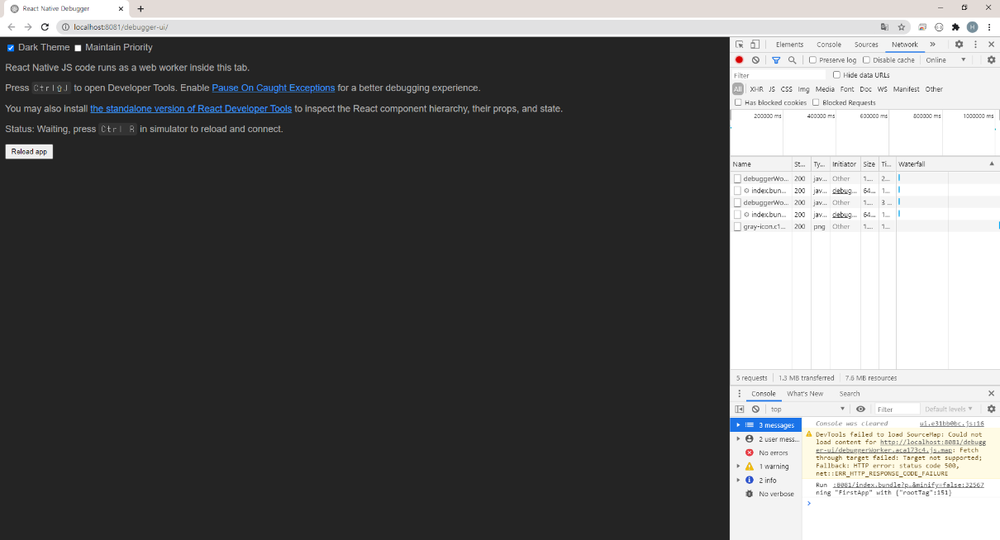 React Native Debugger
localhost:8081/debugger-ui/
H
Dark Theme Maintain Priority
React Native JS code runs as a web worker inside this tab.
Press Ctrl⇧J to open Developer Tools. Enable Pause On Caught Exceptions for a better debugging experience.
You may also install the standalone version of React Developer Tools to inspect the React component hierarchy, their props, and state.
Status: Waiting, press Ctrl R in simulator to reload and connect.
Reload app
Elements Console Sources Network »
Preserve log Disable cache Online
Filter Hide data URLs
All XHR JS CSS Img Media Font Doc WS Manifest Other
Has blocked cookies Blocked Requests
200000 ms 400000 ms 600000 ms 800000 ms 1000000 ms
Name St... Ty... Initiator Size Ti... Waterfall
debuggerWo... 200 jav... Other 1.... 2...
index.bun... 200 jav... debug... 64... 1...
debuggerWo... 200 jav... Other 1.... 3 ...
index.bun... 200 jav... debug... 64... 1...
gray-icon.c1... 200 png Other 1.... 1...
5 requests 1.3 MB transferred 7.6 MB resources
Console What's New Search
top Filter Default levels
3 messages
2 user mess...
No errors
1 warning
2 info
No verbose
Console was cleared ui.e31bb0bc.js:16
DevTools failed to load SourceMap: Could not
load content for http://localhost:8081/debugg
er-ui/debuggerWorker.aca173c4.js.map: Fetch
through target failed: Target not supported;
Fallback: HTTP error: status code 500,
net::ERR_HTTP_RESPONSE_CODE_FAILURE
Run :8081/index.bundle?p…&minify=false:32567
ning "FirstApp" with {"rootTag":151}